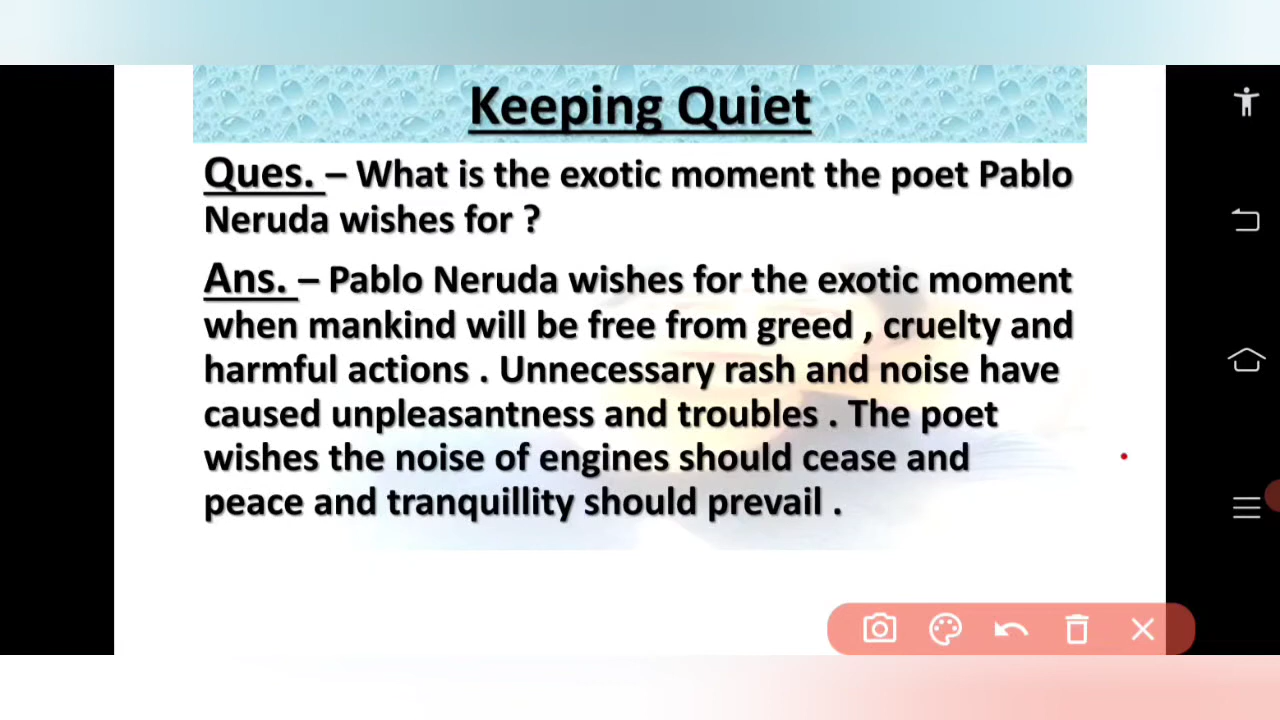 Keeping Quiet
Ques. – What is the exotic moment the poet Pablo
Neruda wishes for ?
Ans. – Pablo Neruda wishes for the exotic moment
when mankind will be free from greed , cruelty and
harmful actions . Unnecessary rash and noise have
caused unpleasantness and troubles . The poet
wishes the noise of engines should cease and
peace and tranquillity should prevail .